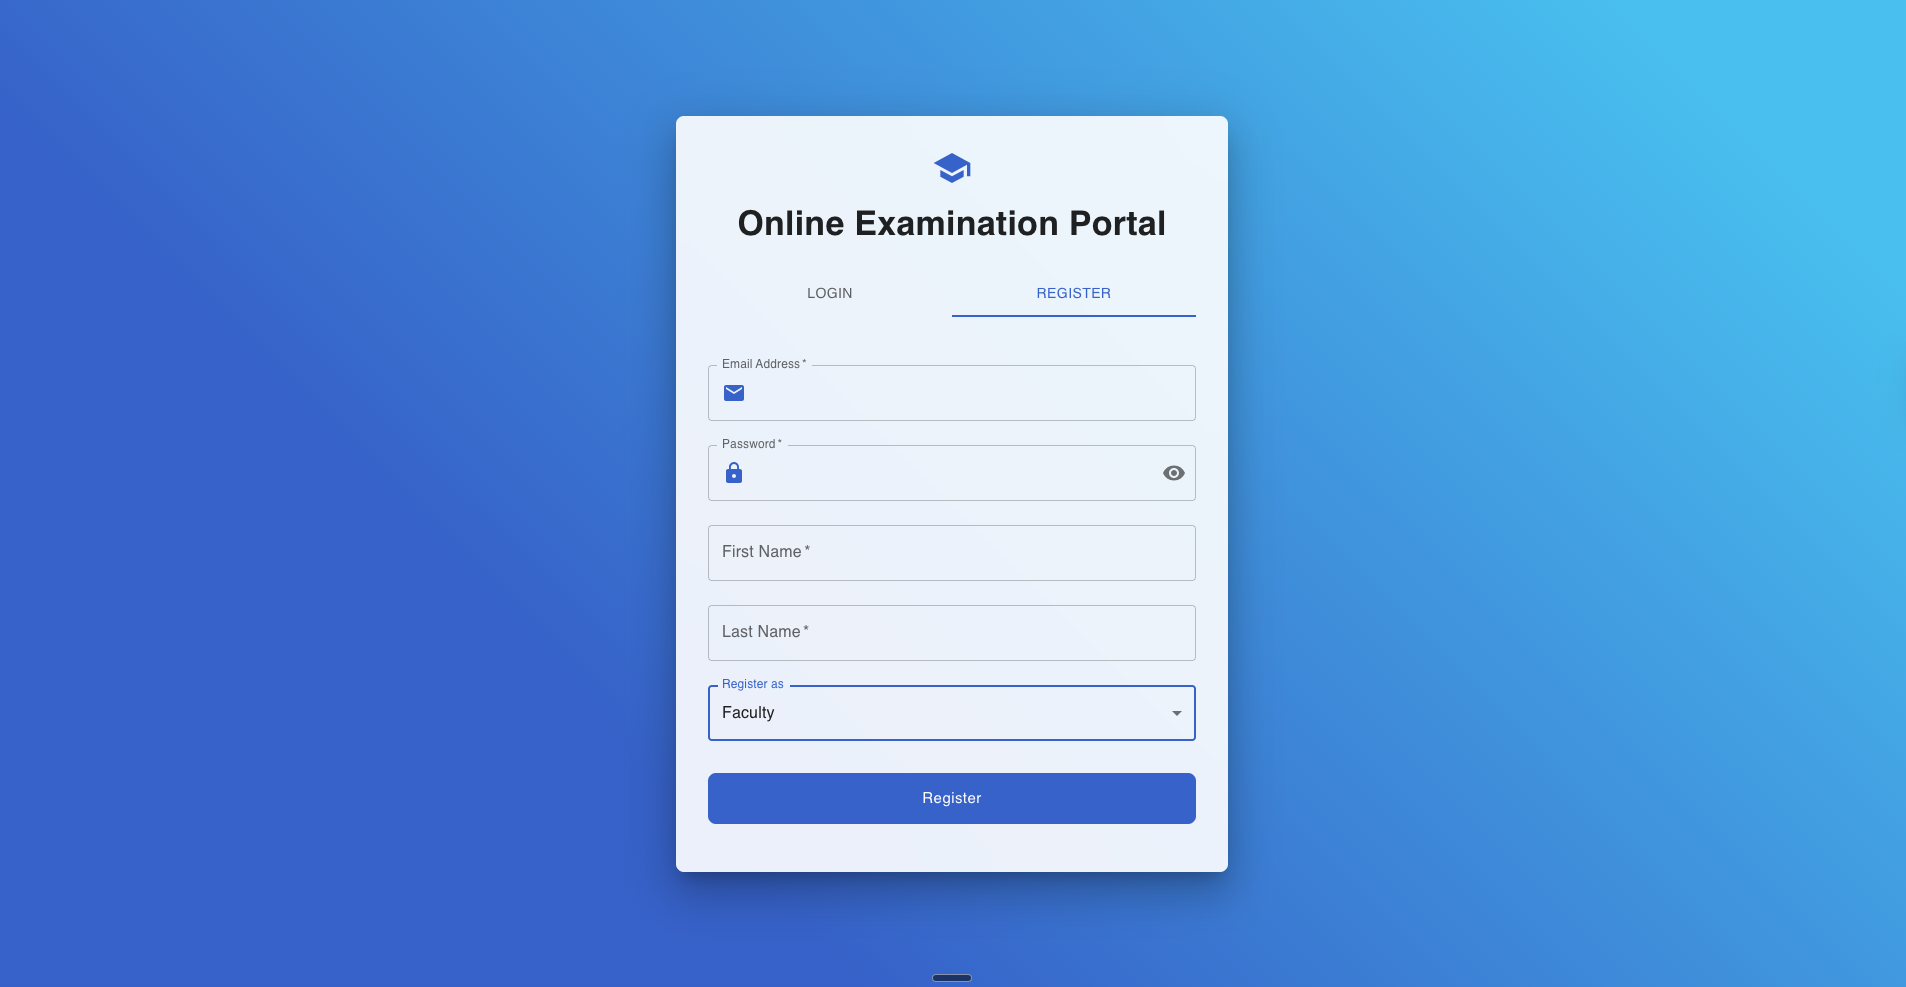 Online Examination Portal
LOGIN
REGISTER
Email Address *
Password *
First Name *
Last Name *
Register as
Faculty
Register